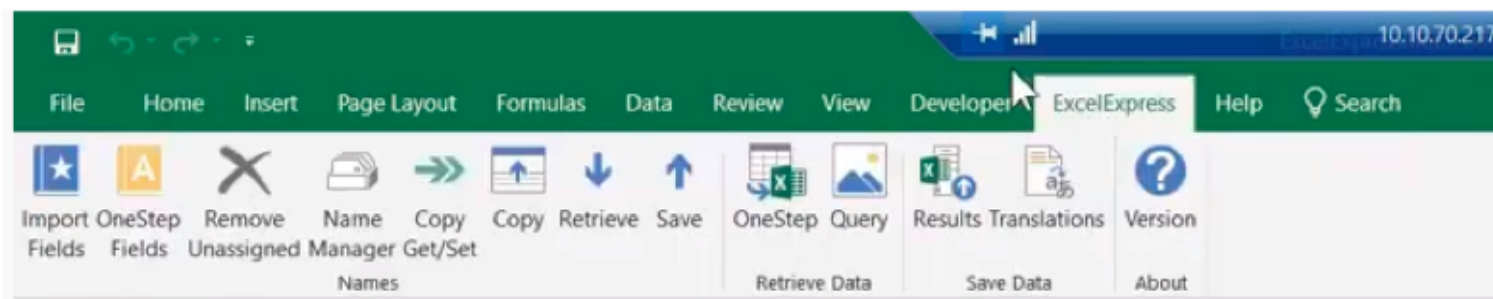 10.10.70.217
File Home Insert Page Layout Formulas Data Review View Developer ExcelExpress Help Search
Import Fields
OneStep Fields
Remove Unassigned
Name Manager
Copy Get/Set
Copy
Retrieve
Save
Names
OneStep
Query
Retrieve Data
Results
Translations
Save Data
Version
About